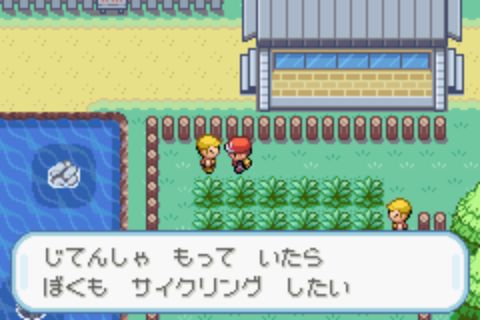 じてんしゃ　もって　いたら
ぼくも　サイクリング　したい